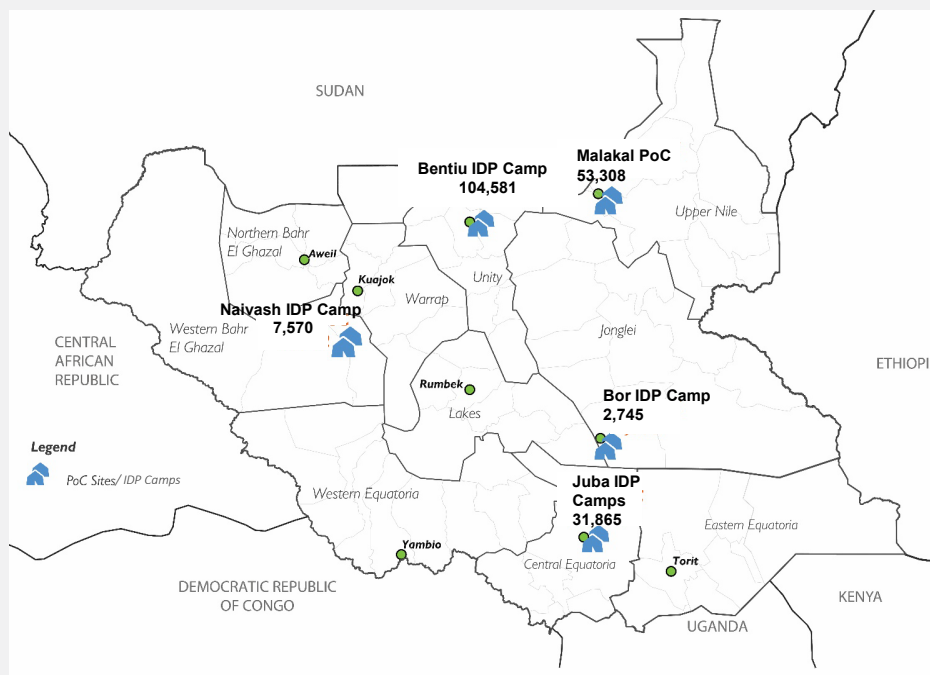 SUDAN
Bentiu IDP Camp
104,581
Malakal PoC
53,308
Upper Nile
Northern Bahr
El Ghazal
Aweil
Kuajok
Unity
Warrap
Naivash IDP Camp
7,570
Western Bahr
El Ghazal
Jonglei
CENTRAL
AFRICAN
REPUBLIC
ETHIOPI
Rumbek
Lakes
Bor IDP Camp
2,745
Legend
PoC Sites/ IDP Camps
Juba IDP
Camps
31,865
Western Equatoria
Eastern Equatoria
Yambio
Central Equatoria
Torit
DEMOCRATIC REPUBLIC
OF CONGO
KENYA
UGANDA